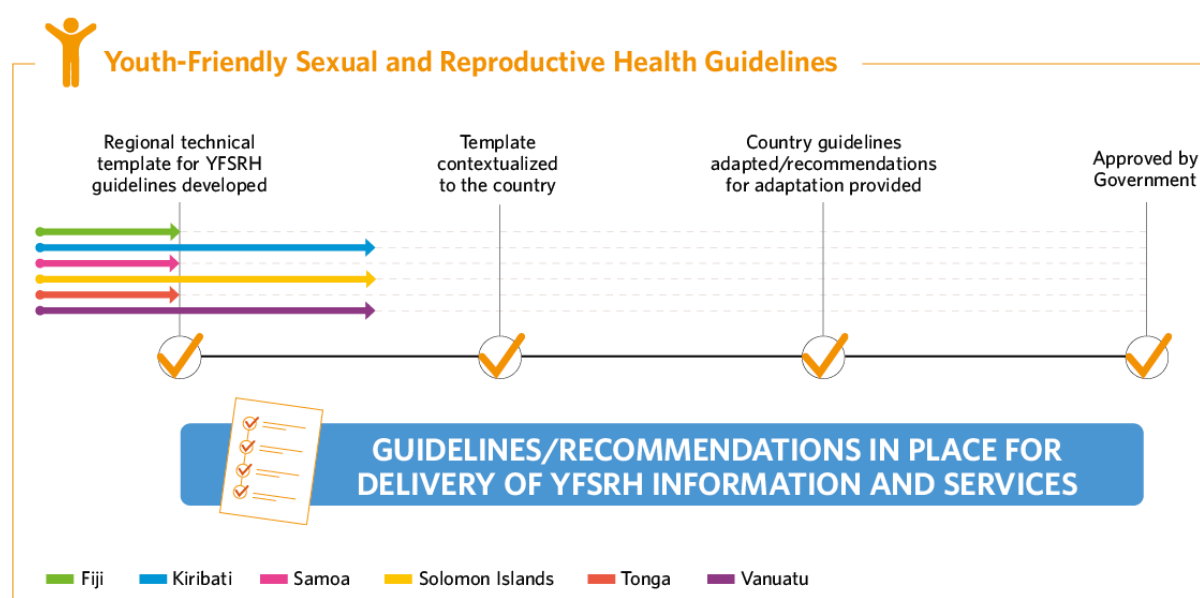 Youth-Friendly Sexual and Reproductive Health Guidelines
Regional technical
template for YFSRH
guidelines developed
Template
contextualized
to the country
Country guidelines
adapted/recommendations
for adaptation provided
Approved by
Government
GUIDELINES/RECOMMENDATIONS IN PLACE FOR
DELIVERY OF YFSRH INFORMATION AND SERVICES
Fiji Kiribati Samoa Solomon Islands Tonga Vanuatu